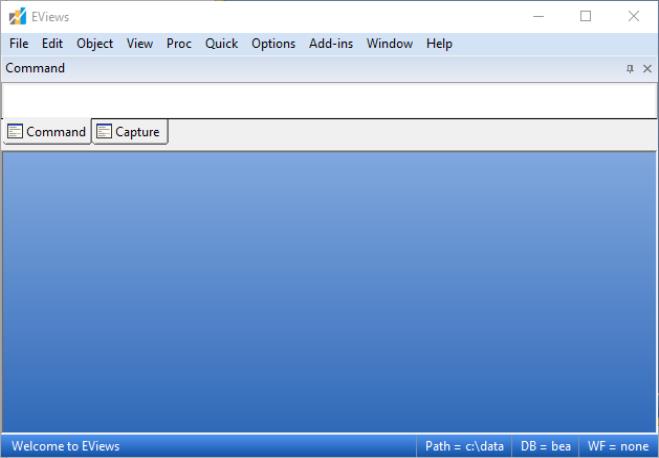 EViews
File Edit Object View Proc Quick Options Add-ins Window Help
Command
Command Capture
Welcome to EViews Path = c:\data DB = bea WF = none